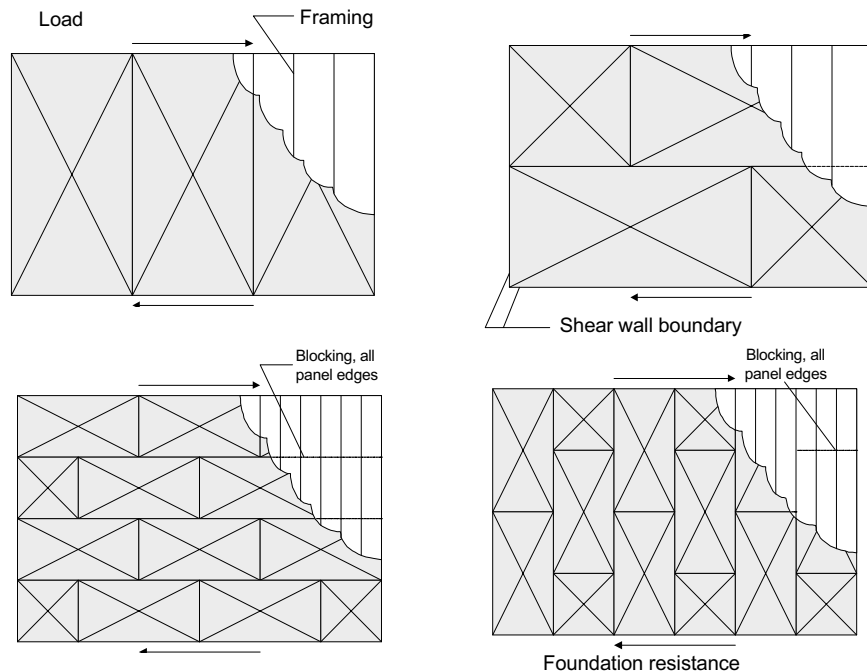 Load
Framing
Shear wall boundary
Blocking, all
panel edges
Blocking, all
panel edges
Foundation resistance